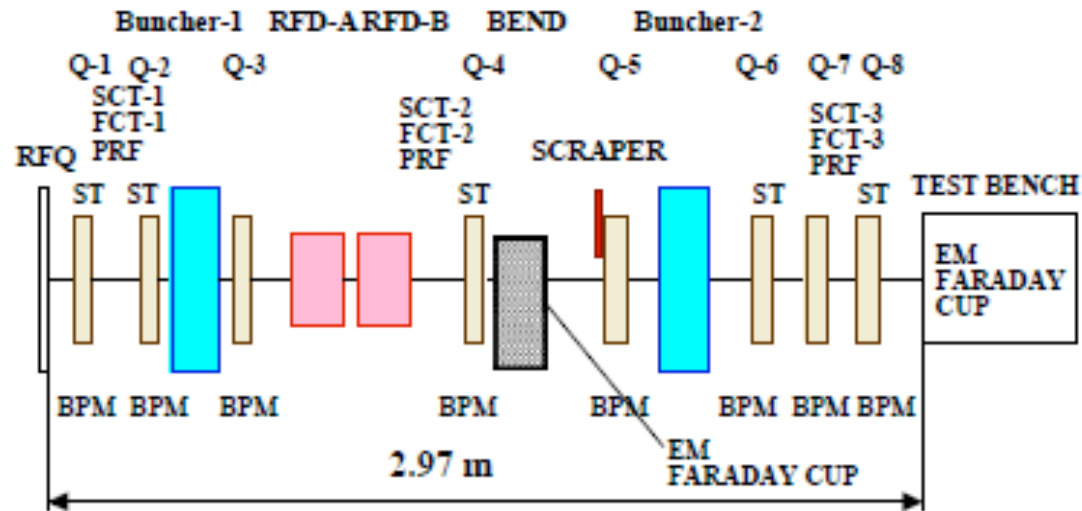 Buncher-1 RFD-A RFD-B BEND Buncher-2
Q-1 Q-2 Q-3 Q-4 Q-5 Q-6 Q-7 Q-8
SCT-1
FCT-1
PRF
SCT-2
FCT-2
PRF
SCT-3
FCT-3
PRF
RFQ
SCRAPER
TEST BENCH
ST ST ST ST ST
EM
FARADAY
CUP
BPM BPM BPM BPM BPM BPM BPM BPM
EM
FARADAY CUP
2.97 m